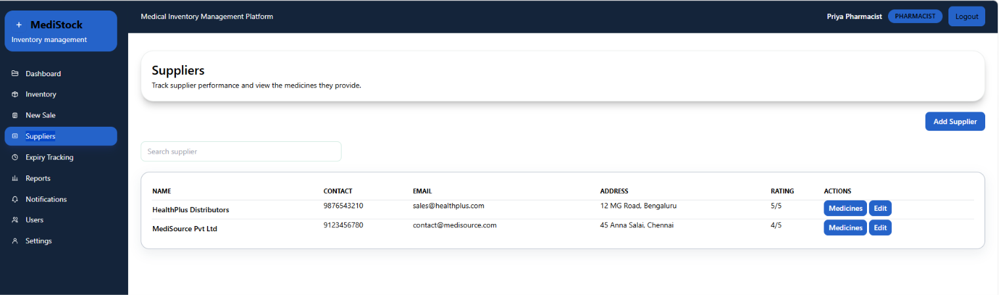 MediStock
Inventory management
Dashboard
Inventory
New Sale
Suppliers
Expiry Tracking
Reports
Notifications
Users
Settings
Medical Inventory Management Platform
Priya Pharmacist PHARMACIST Logout
Suppliers
Track supplier performance and view the medicines they provide.
Add Supplier
Search supplier
NAME CONTACT EMAIL ADDRESS RATING ACTIONS
HealthPlus Distributors 9876543210 sales@healthplus.com 12 MG Road, Bengaluru 5/5 Medicines Edit
MediSource Pvt Ltd 9123456780 contact@medisource.com 45 Anna Salai, Chennai 4/5 Medicines Edit